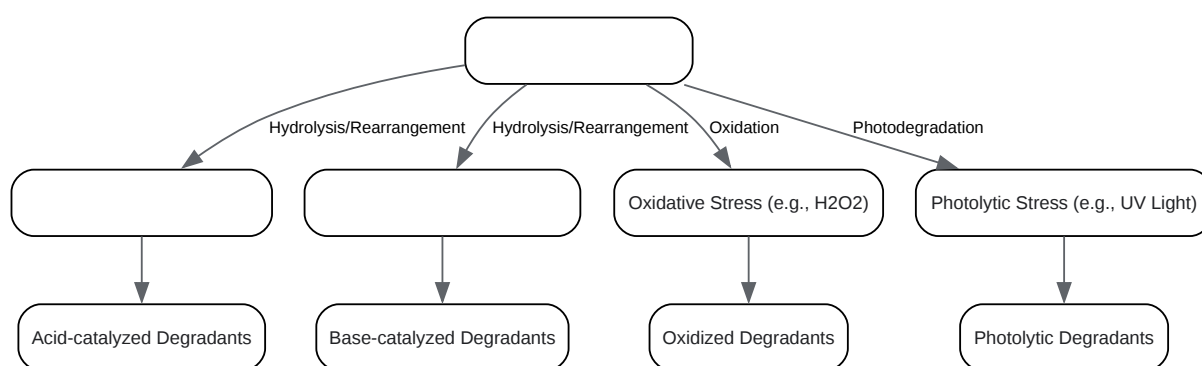 Hydrolysis/Rearrangement
Hydrolysis/Rearrangement
Oxidation
Photodegradation
Oxidative Stress (e.g., H2O2)
Photolytic Stress (e.g., UV Light)
Acid-catalyzed Degradants
Base-catalyzed Degradants
Oxidized Degradants
Photolytic Degradants